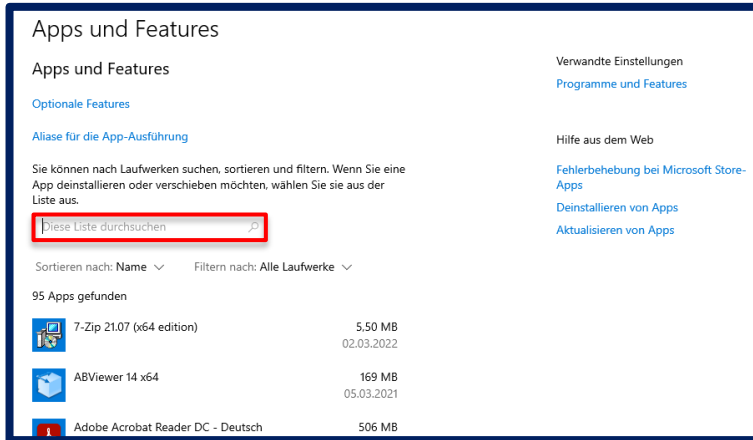 Apps und Features
Apps und Features
Optionale Features
Aliase für die App-Ausführung
Sie können nach Laufwerken suchen, sortieren und filtern. Wenn Sie eine
App deinstallieren oder verschieben möchten, wählen Sie sie aus der
Liste aus.
Diese Liste durchsuchen
Sortieren nach: Name Filtern nach: Alle Laufwerke
95 Apps gefunden
7-Zip 21.07 (x64 edition) 5,50 MB
02.03.2022
ABViewer 14 x64 169 MB
05.03.2021
Adobe Acrobat Reader DC - Deutsch 506 MB
Verwandte Einstellungen
Programme und Features
Hilfe aus dem Web
Fehlerbehebung bei Microsoft Store-
Apps
Deinstallieren von Apps
Aktualisieren von Apps